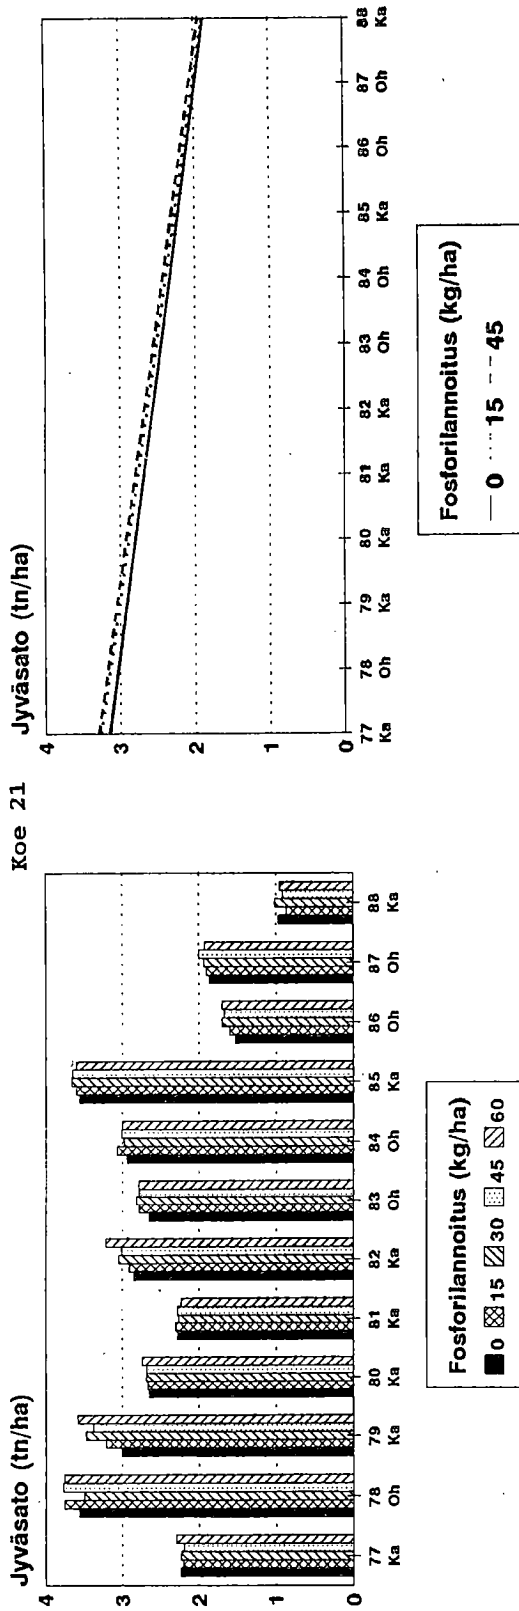 Koe 21
Jyväsato (tn/ha)
4
3
2
1
0
77 78 79 80 81 82 83 84 85 86 87 88
Ka Oh Ka Ka Ka Ka Oh Oh Ka Oh Oh Ka
Fosforilannoitus (kg/ha)
0 15 30 45 60
Jyväsato (tn/ha)
4
3
2
1
0
77 78 79 80 81 82 83 84 85 86 87 88
Ka Oh Ka Ka Ka Ka Oh Oh Ka Oh Oh Ka
Fosforilannoitus (kg/ha)
0 15 45